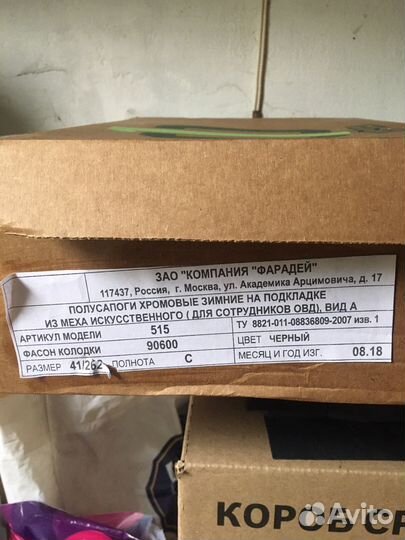 ЗАО "КОМПАНИЯ "ФАРАДЕЙ"
117437, Россия, г. Москва, ул. Академика Арцимовича, д. 17
ПОЛУСАПОГИ ХРОМОВЫЕ ЗИМНИЕ НА ПОДКЛАДКЕ
ИЗ МЕХА ИСКУССТВЕННОГО ( ДЛЯ СОТРУДНИКОВ ОВД), ВИД А
АРТИКУЛ МОДЕЛИ 515 ТУ 8821-011-08836809-2007 изв. 1
ФАСОН КОЛОДКИ 90600 ЦВЕТ ЧЕРНЫЙ
РАЗМЕР 41/262 ПОЛНОТА С МЕСЯЦ И ГОД ИЗГ. 08.18
КОРОБ
Avito